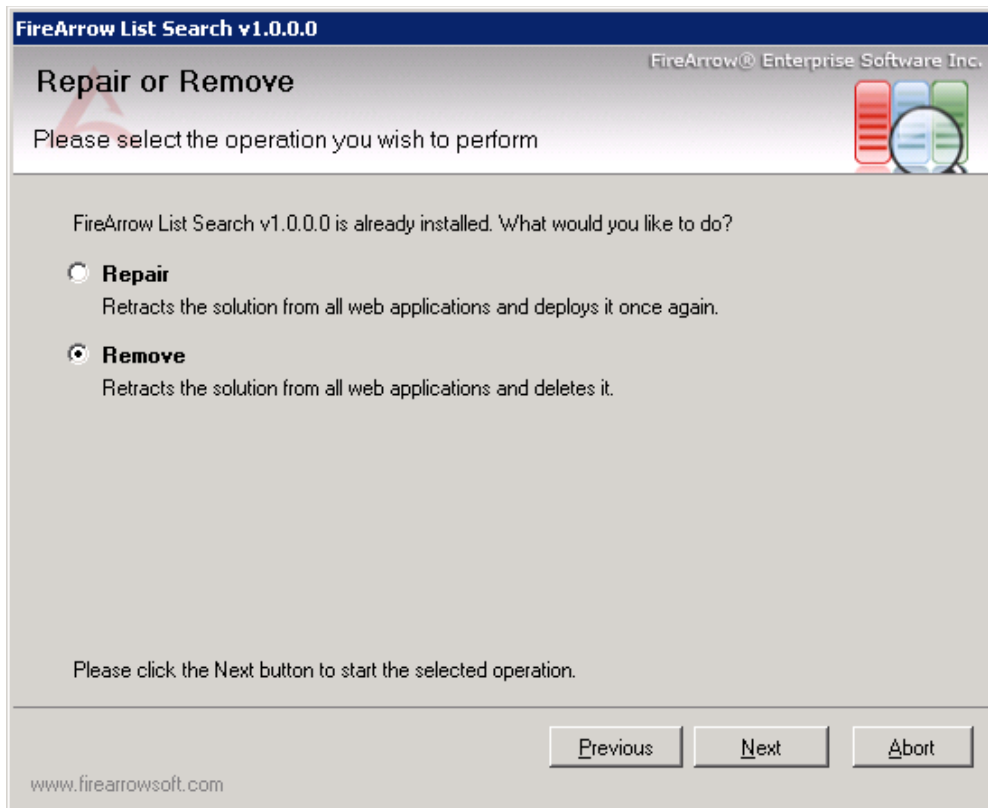 FireArrow List Search v1.0.0.0
FireArrow® Enterprise Software Inc.
Repair or Remove
Please select the operation you wish to perform
FireArrow List Search v1.0.0.0 is already installed. What would you like to do?
Repair
Retracts the solution from all web applications and deploys it once again.
Remove
Retracts the solution from all web applications and deletes it.
Please click the Next button to start the selected operation.
Previous Next Abort
www.firearrowsoft.com